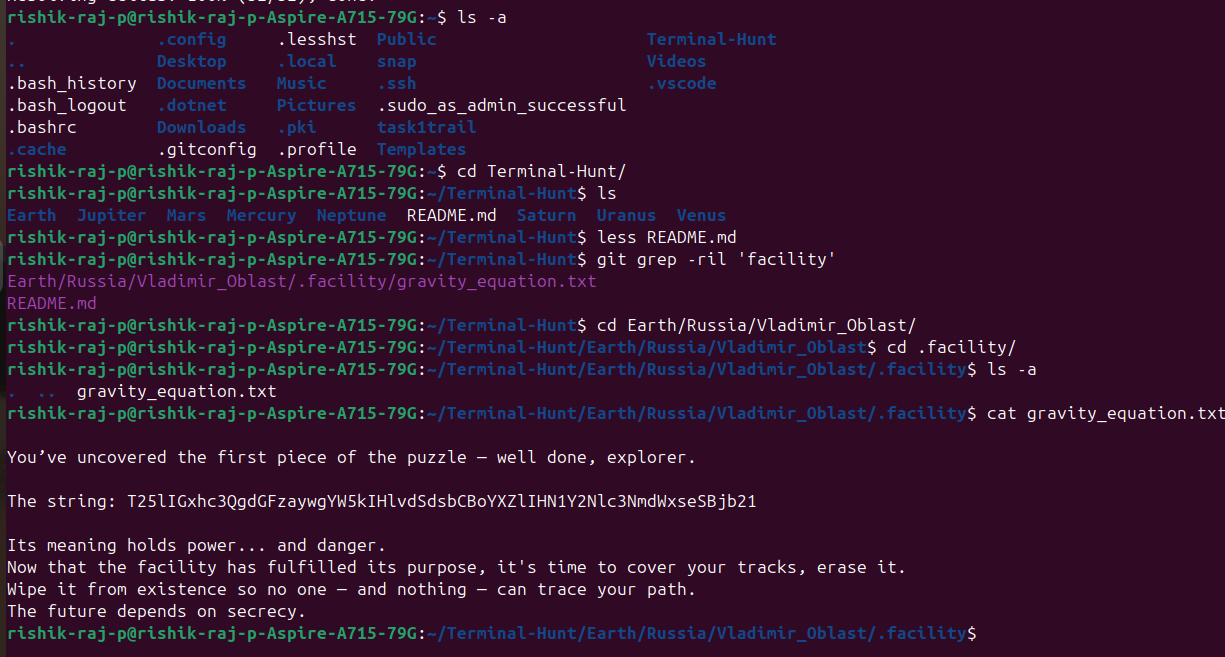 rishik-raj-p@rishik-raj-p-Aspire-A715-79G:~$ ls -a
. .config .lesshst Public Terminal-Hunt
.. Desktop .local snap Videos
.bash_history Documents Music .ssh .vscode
.bash_logout .dotnet Pictures .sudo_as_admin_successful
.bashrc Downloads .pki task1trail
.cache .gitconfig .profile Templates
rishik-raj-p@rishik-raj-p-Aspire-A715-79G:~$ cd Terminal-Hunt/
rishik-raj-p@rishik-raj-p-Aspire-A715-79G:~/Terminal-Hunt$ ls
Earth Jupiter Mars Mercury Neptune README.md Saturn Uranus Venus
rishik-raj-p@rishik-raj-p-Aspire-A715-79G:~/Terminal-Hunt$ less README.md
rishik-raj-p@rishik-raj-p-Aspire-A715-79G:~/Terminal-Hunt$ git grep -ril 'facility'
Earth/Russia/Vladimir_Oblast/.facility/gravity_equation.txt
README.md
rishik-raj-p@rishik-raj-p-Aspire-A715-79G:~/Terminal-Hunt$ cd Earth/Russia/Vladimir_Oblast/
rishik-raj-p@rishik-raj-p-Aspire-A715-79G:~/Terminal-Hunt/Earth/Russia/Vladimir_Oblast$ cd .facility/
rishik-raj-p@rishik-raj-p-Aspire-A715-79G:~/Terminal-Hunt/Earth/Russia/Vladimir_Oblast/.facility$ ls -a
. .. gravity_equation.txt
rishik-raj-p@rishik-raj-p-Aspire-A715-79G:~/Terminal-Hunt/Earth/Russia/Vladimir_Oblast/.facility$ cat gravity_equation.txt
You’ve uncovered the first piece of the puzzle — well done, explorer.
The string: T25lIGxhc3QgdGFzaywgYW5kIHlvdSdsbCBoYXZlIHN1Y2Nlc3NmdWxseSBjb21
Its meaning holds power... and danger.
Now that the facility has fulfilled its purpose, it's time to cover your tracks, erase it.
Wipe it from existence so no one — and nothing — can trace your path.
The future depends on secrecy.
rishik-raj-p@rishik-raj-p-Aspire-A715-79G:~/Terminal-Hunt/Earth/Russia/Vladimir_Oblast/.facility$